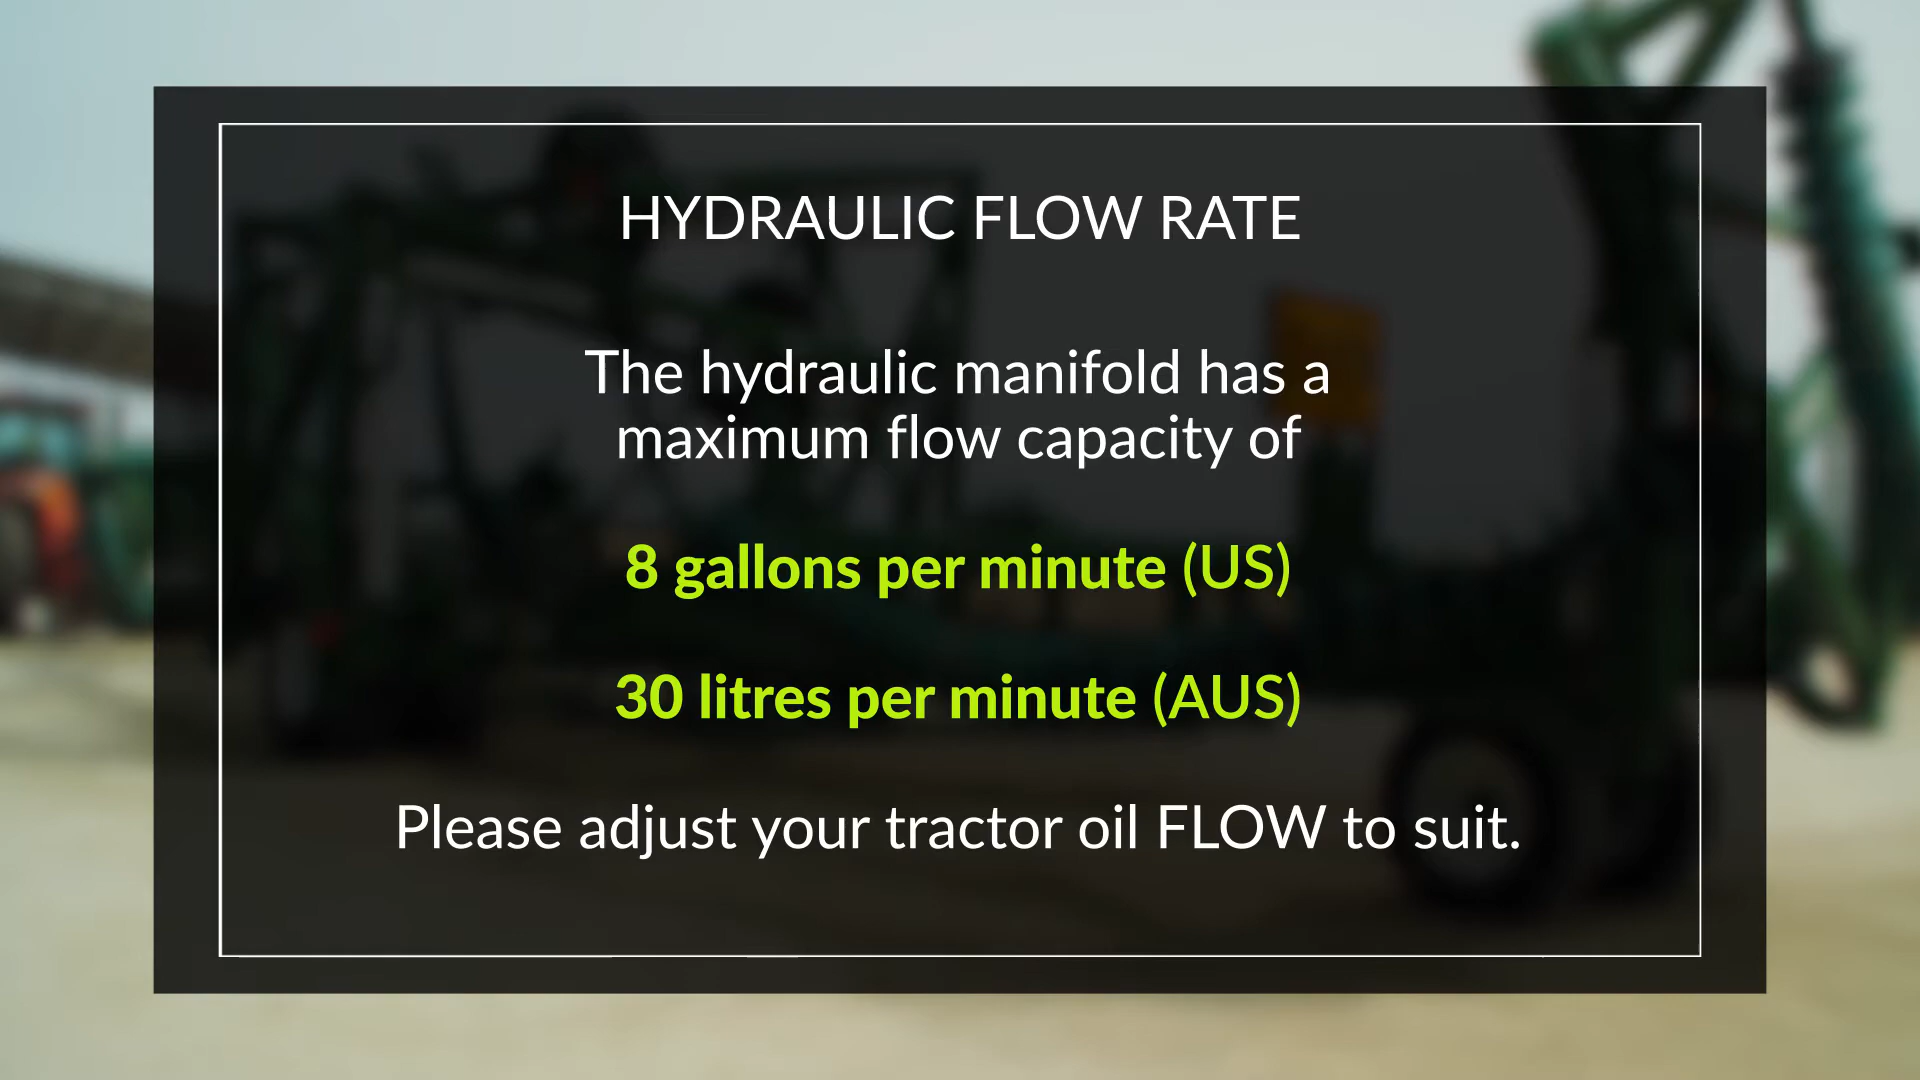 HYDRAULIC FLOW RATE
The hydraulic manifold has a
maximum flow capacity of
8 gallons per minute (US)
30 litres per minute (AUS)
Please adjust your tractor oil FLOW to suit.